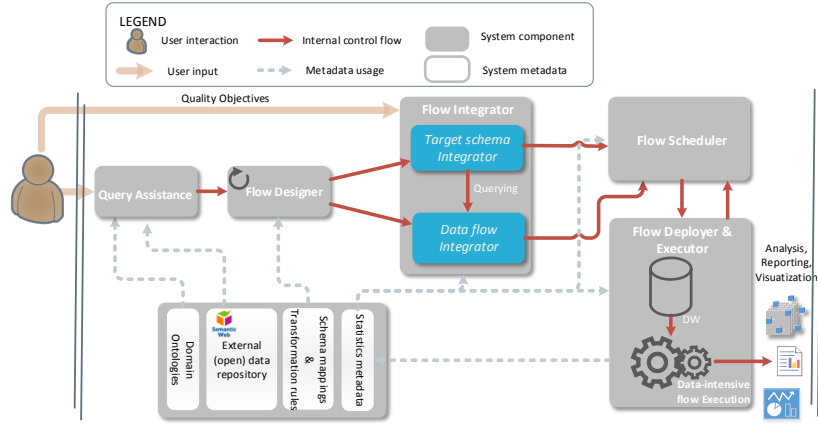 LEGEND
User interaction
Internal control flow
System component
User input
Metadata usage
System metadata
Quality Objectives
Flow Integrator
Target schema
Integrator
Flow Scheduler
Query Assistance
Flow Designer
Querying
Data flow
Integrator
Flow Deployer &
Executor
Analysis,
Reporting,
Visuatization
DW
Data-intensive
flow Execution
Domain
Ontologies
Semantic
Web
External
(open) data
repository
Schema mappings
&
Transformation rules
Statistics metadata